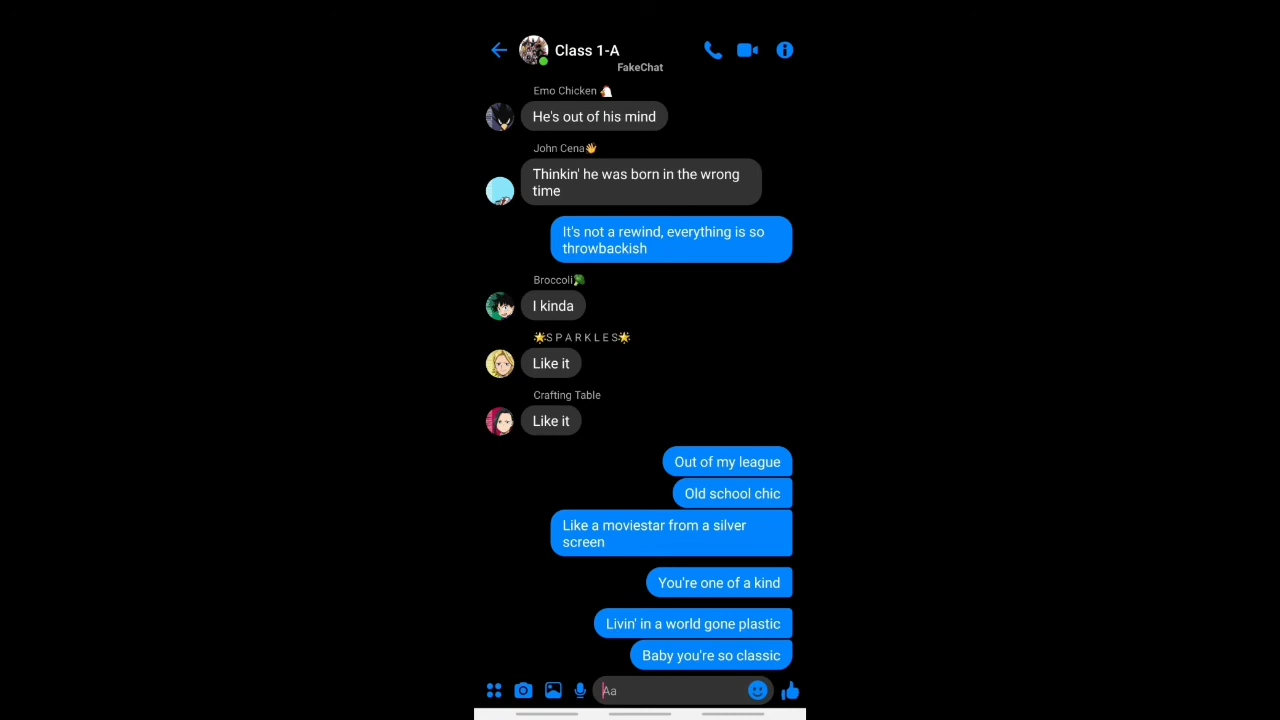 Class 1-A
FakeChat
Emo Chicken 🐔
He's out of his mind
John Cena👋
Thinkin' he was born in the wrong
time
It's not a rewind, everything is so
throwbackish
Broccoli🥦
I kinda
🌟S P A R K L E S🌟
Like it
Crafting Table
Like it
Out of my league
Old school chic
Like a moviestar from a silver
screen
You're one of a kind
Livin' in a world gone plastic
Baby you're so classic
Aa